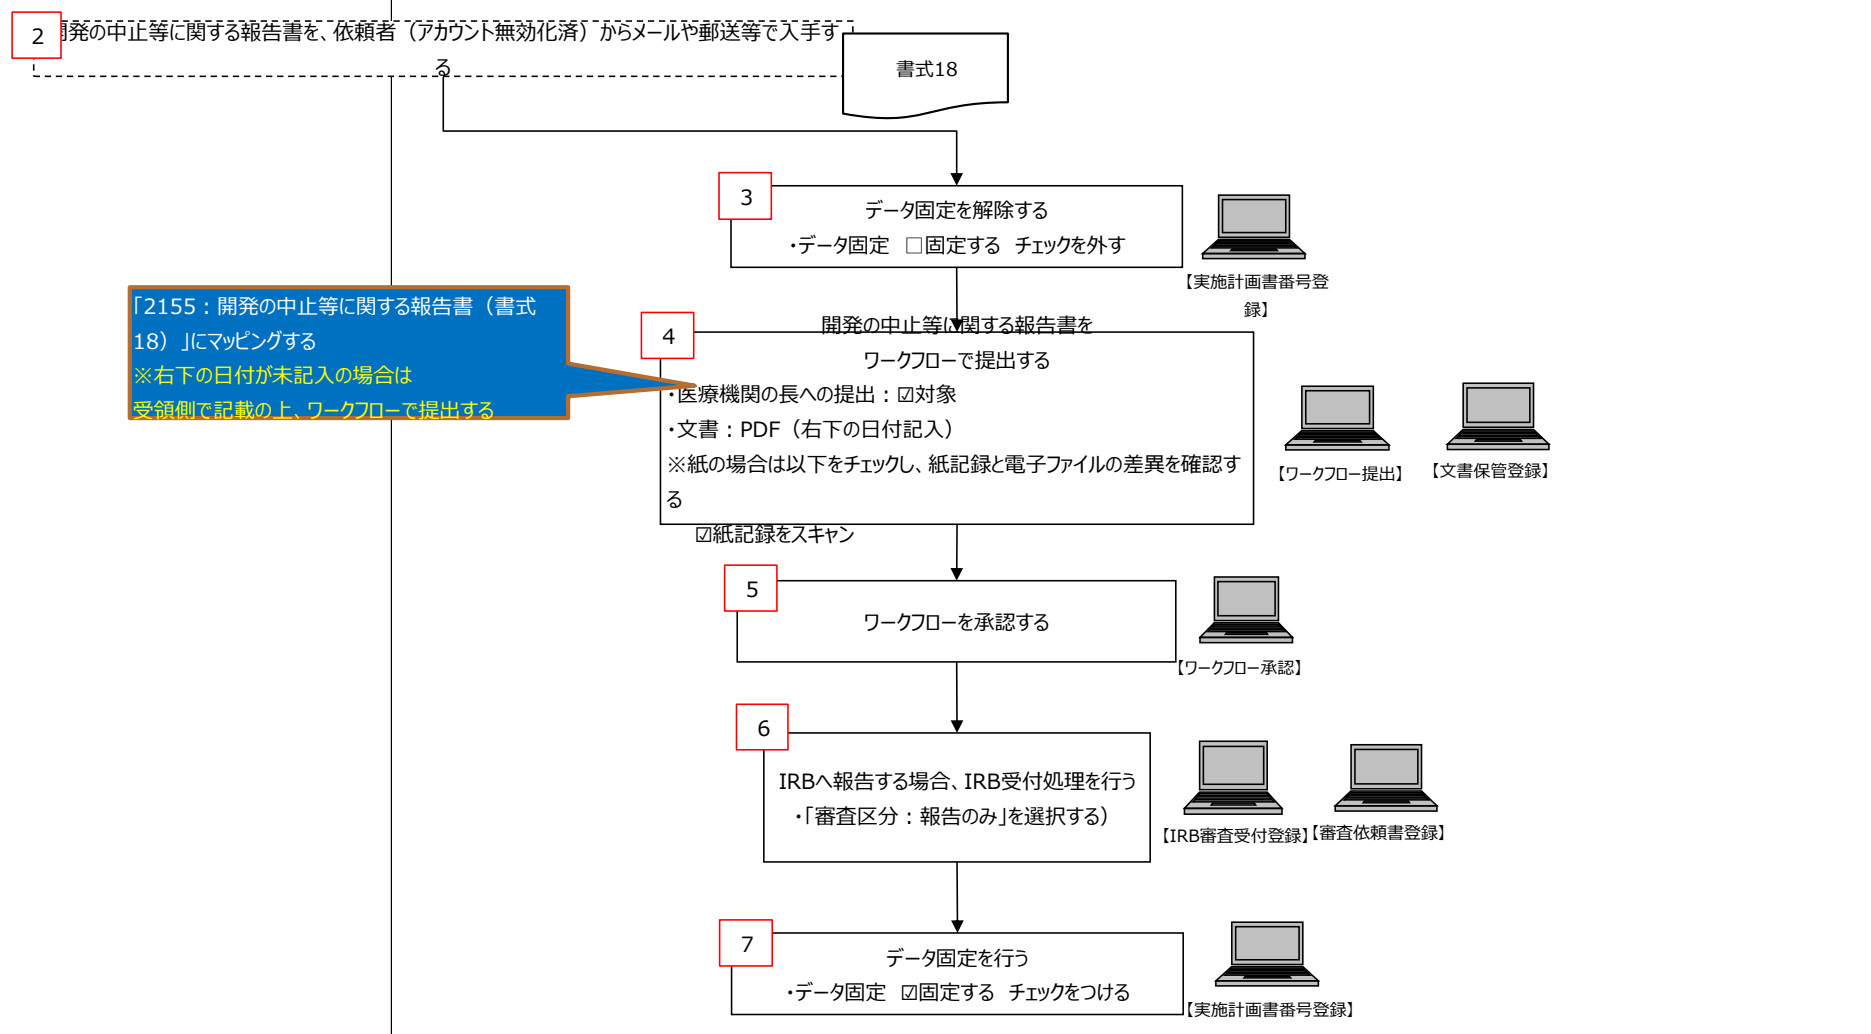 2
発の中止等に関する報告書を、依頼者（アカウント無効化済）からメールや郵送等で入手す
る
書式18
3
データ固定を解除する
・データ固定　□固定する　チェックを外す
【実施計画書番号登
録】
「2155：開発の中止等に関する報告書（書式
18）」にマッピングする
※右下の日付が未記入の場合は
受領側で記載の上、ワークフローで提出する
4
開発の中止等に関する報告書を
ワークフローで提出する
・医療機関の長への提出：☑対象
・文書：PDF（右下の日付記入）
※紙の場合は以下をチェックし、紙記録と電子ファイルの差異を確認す
る
☑紙記録をスキャン
【ワークフロー提出】
【文書保管登録】
5
ワークフローを承認する
【ワークフロー承認】
6
IRBへ報告する場合、IRB受付処理を行う
・「審査区分：報告のみ」を選択する）
【IRB審査受付登録】
【審査依頼書登録】
7
データ固定を行う
・データ固定　☑固定する　チェックをつける
【実施計画書番号登録】